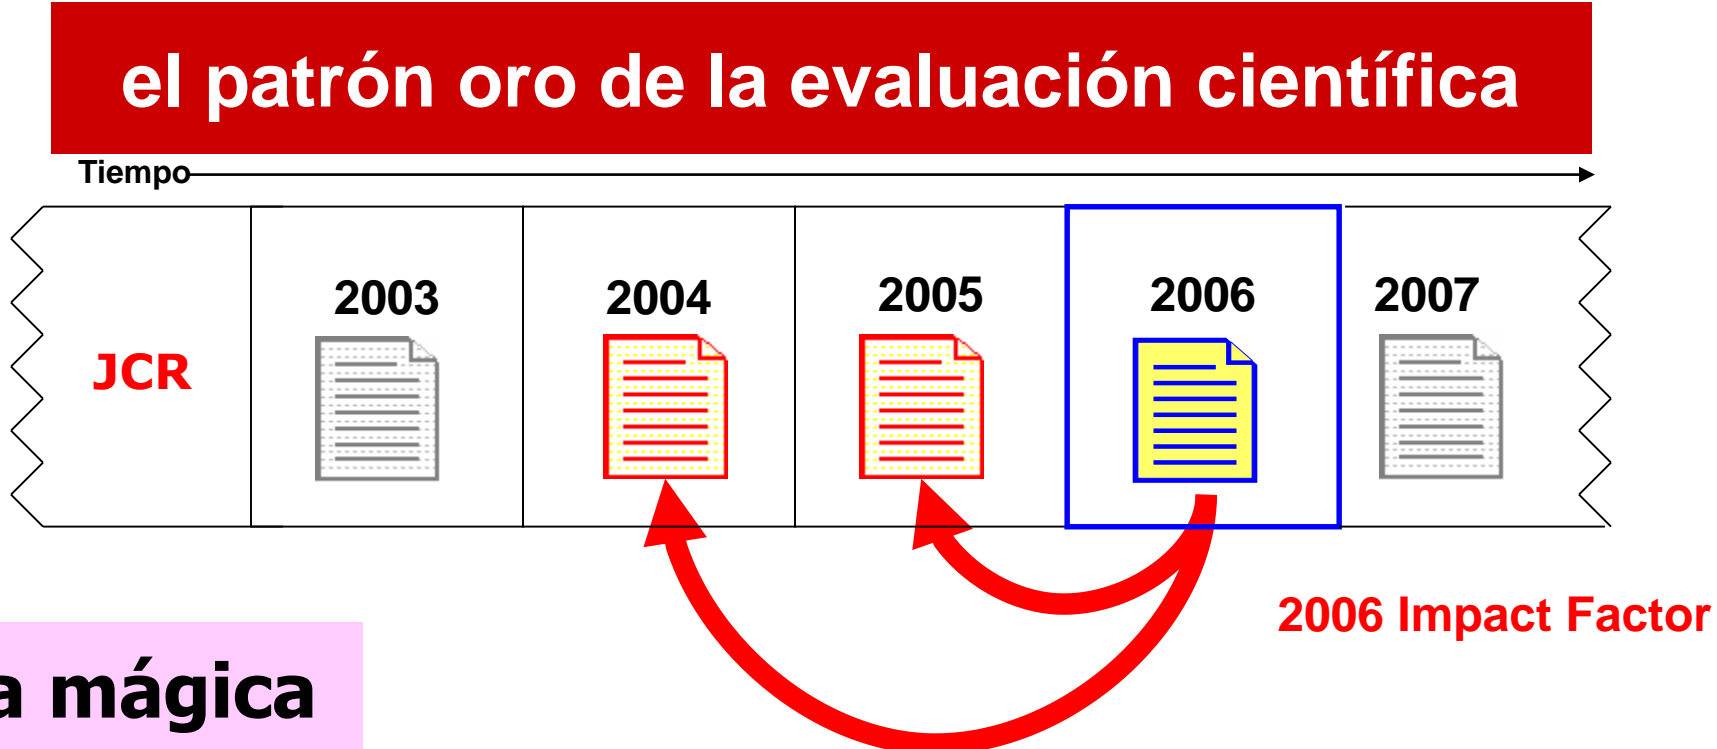 el patrón oro de la evaluación científica
Tiempo
2003 2004 2005 2006 2007
JCR
2006 Impact Factor
a mágica